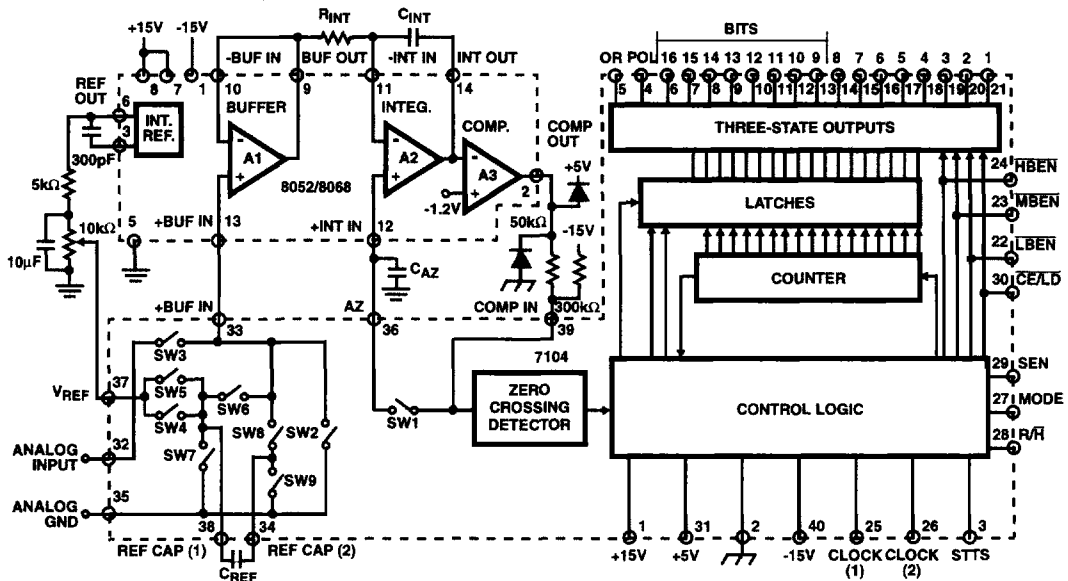 +15V -15V
R_INT C_INT
BITS
-BUF IN BUF OUT -INT IN INT OUT
OR POL 16 15 14 13 12 11 10 9 8 7 6 5 4 3 2 1
8 7 1 10 9 11 14
5 4 6 7 8 9 10 11 12 13 14 15 16 17 18 19 20 21
REF OUT
6
3
INT. REF.
300pF
BUFFER
A1
INTEG.
A2
COMP.
A3
COMP OUT
2
+5V
-1.2V
8052/8068
THREE-STATE OUTPUTS
24 HBEN
LATCHES
23 MBEN
22 LBEN
COUNTER
30 CE/LD
5kΩ
10kΩ
10μF
5
+BUF IN 13
+INT IN 12
50kΩ
-15V
C_AZ
300kΩ
+BUF IN
33
AZ
36
COMP IN
39
7104
SW3
37
V_REF
SW5
SW4
SW6
SW1
ZERO CROSSING DETECTOR
CONTROL LOGIC
29 SEN
27 MODE
28 R/H
32
ANALOG INPUT
SW7
SW8
SW2
SW9
35
ANALOG GND
38 34
REF CAP (1) REF CAP (2)
C_REF
1 31 2 40 25 26 3
+15V +5V -15V CLOCK (1) CLOCK (2) STTS